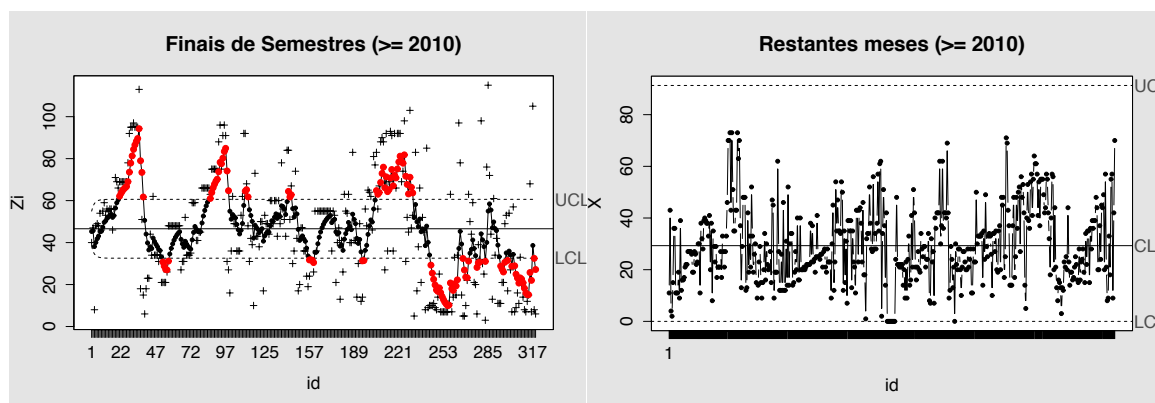 Finais de Semestres (>= 2010)
Zi
0 20 40 60 80 100
UCL
LCL
1 22 47 72 97 125 157 189 221 253 285 317
id
Restantes meses (>= 2010)
X
0 20 40 60 80
UC
CL
LC
1
id